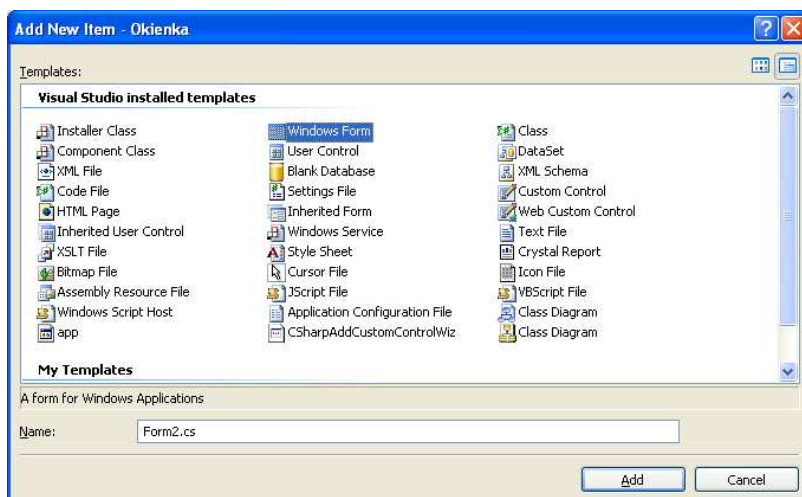 Add New Item - Okienka
Templates:
Visual Studio installed templates
Installer Class Windows Form Class
Component Class User Control DataSet
XML File Blank Database XML Schema
Code File Settings File Custom Control
HTML Page Inherited Form Web Custom Control
Inherited User Control Windows Service Text File
XSLT File Style Sheet Crystal Report
Bitmap File Cursor File Icon File
Assembly Resource File JScript File VBScript File
Windows Script Host Application Configuration File Class Diagram
app CSharpAddCustomControlWiz Class Diagram
My Templates
A form for Windows Applications
Name: Form2.cs
Add Cancel